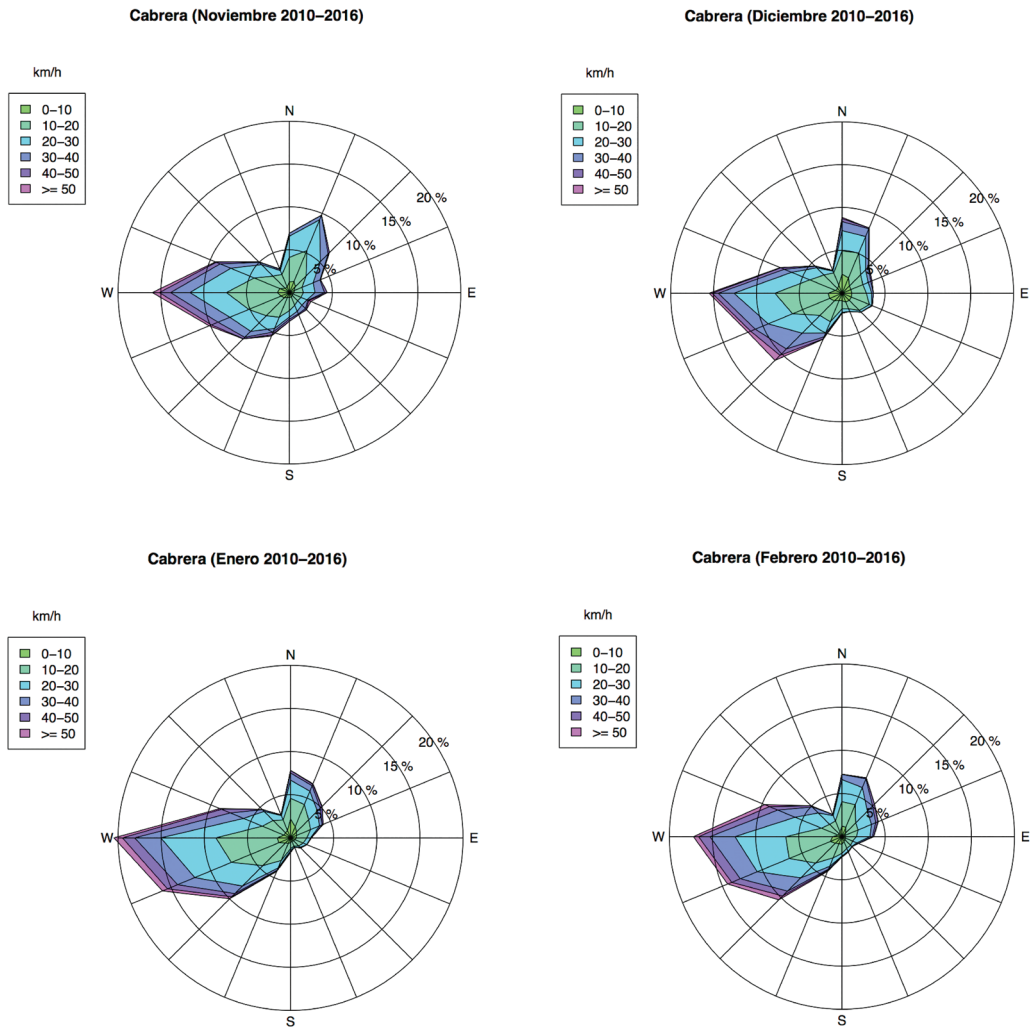 Cabrera (Noviembre 2010–2016)
km/h
0–10
10–20
20–30
30–40
40–50
>= 50
N
20 %
15 %
10 %
5 %
W
E
S
Cabrera (Diciembre 2010–2016)
km/h
0–10
10–20
20–30
30–40
40–50
>= 50
N
20 %
15 %
10 %
5 %
W
E
S
Cabrera (Enero 2010–2016)
km/h
0–10
10–20
20–30
30–40
40–50
>= 50
N
20 %
15 %
10 %
5 %
W
E
S
Cabrera (Febrero 2010–2016)
km/h
0–10
10–20
20–30
30–40
40–50
>= 50
N
20 %
15 %
10 %
5 %
W
E
S